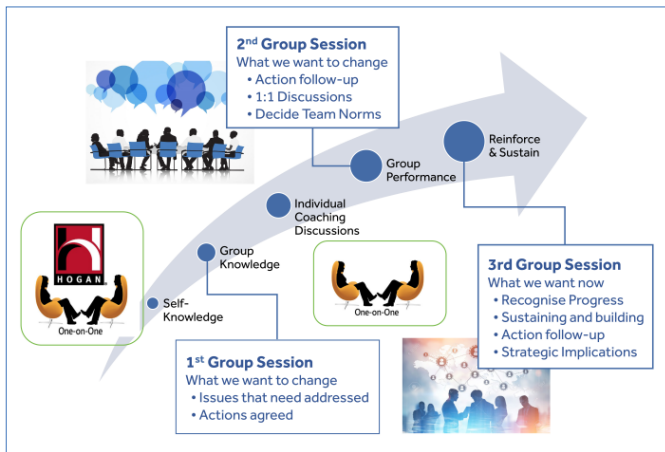 2nd Group Session
What we want to change
• Action follow-up
• 1:1 Discussions
• Decide Team Norms
Reinforce
& Sustain
Group
Performance
Individual
Coaching
Discussions
Group
Knowledge
HOGAN
One-on-One
Self-
Knowledge
One-on-One
3rd Group Session
What we want now
• Recognise Progress
• Sustaining and building
• Action follow-up
• Strategic Implications
1st Group Session
What we want to change
• Issues that need addressed
• Actions agreed